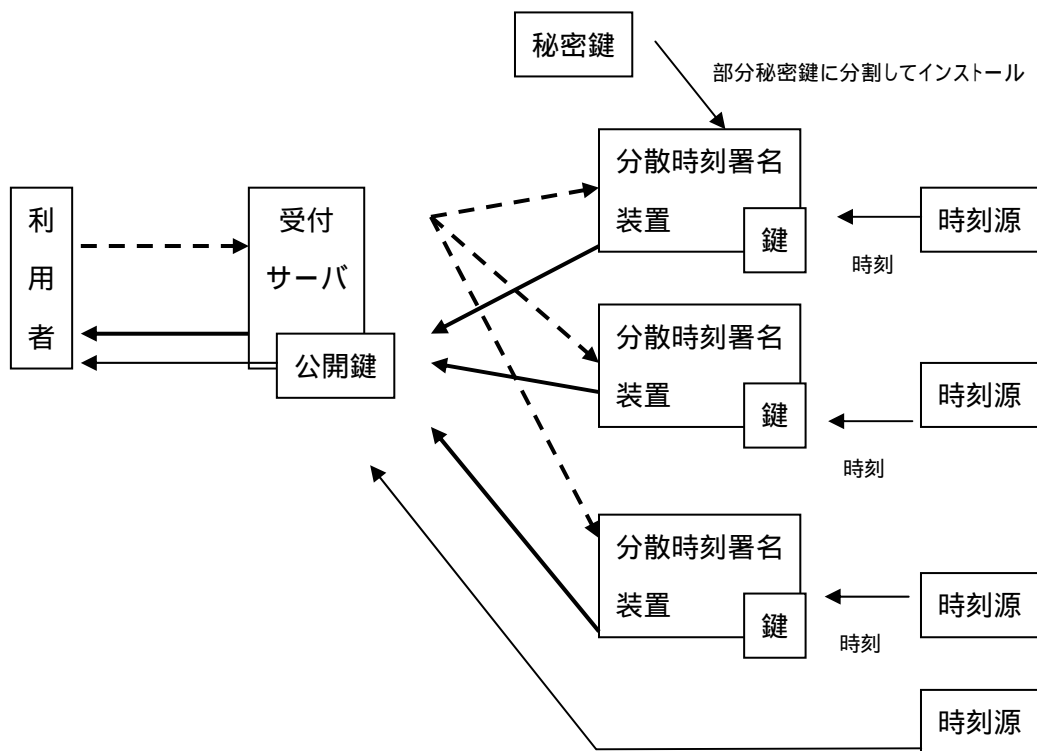 秘密鍵
部分秘密鍵に分割してインストール
利
用
者
受付
サーバ
公開鍵
分散時刻署名
装置
鍵
時刻
時刻源
分散時刻署名
装置
鍵
時刻
時刻源
分散時刻署名
装置
鍵
時刻
時刻源
時刻源